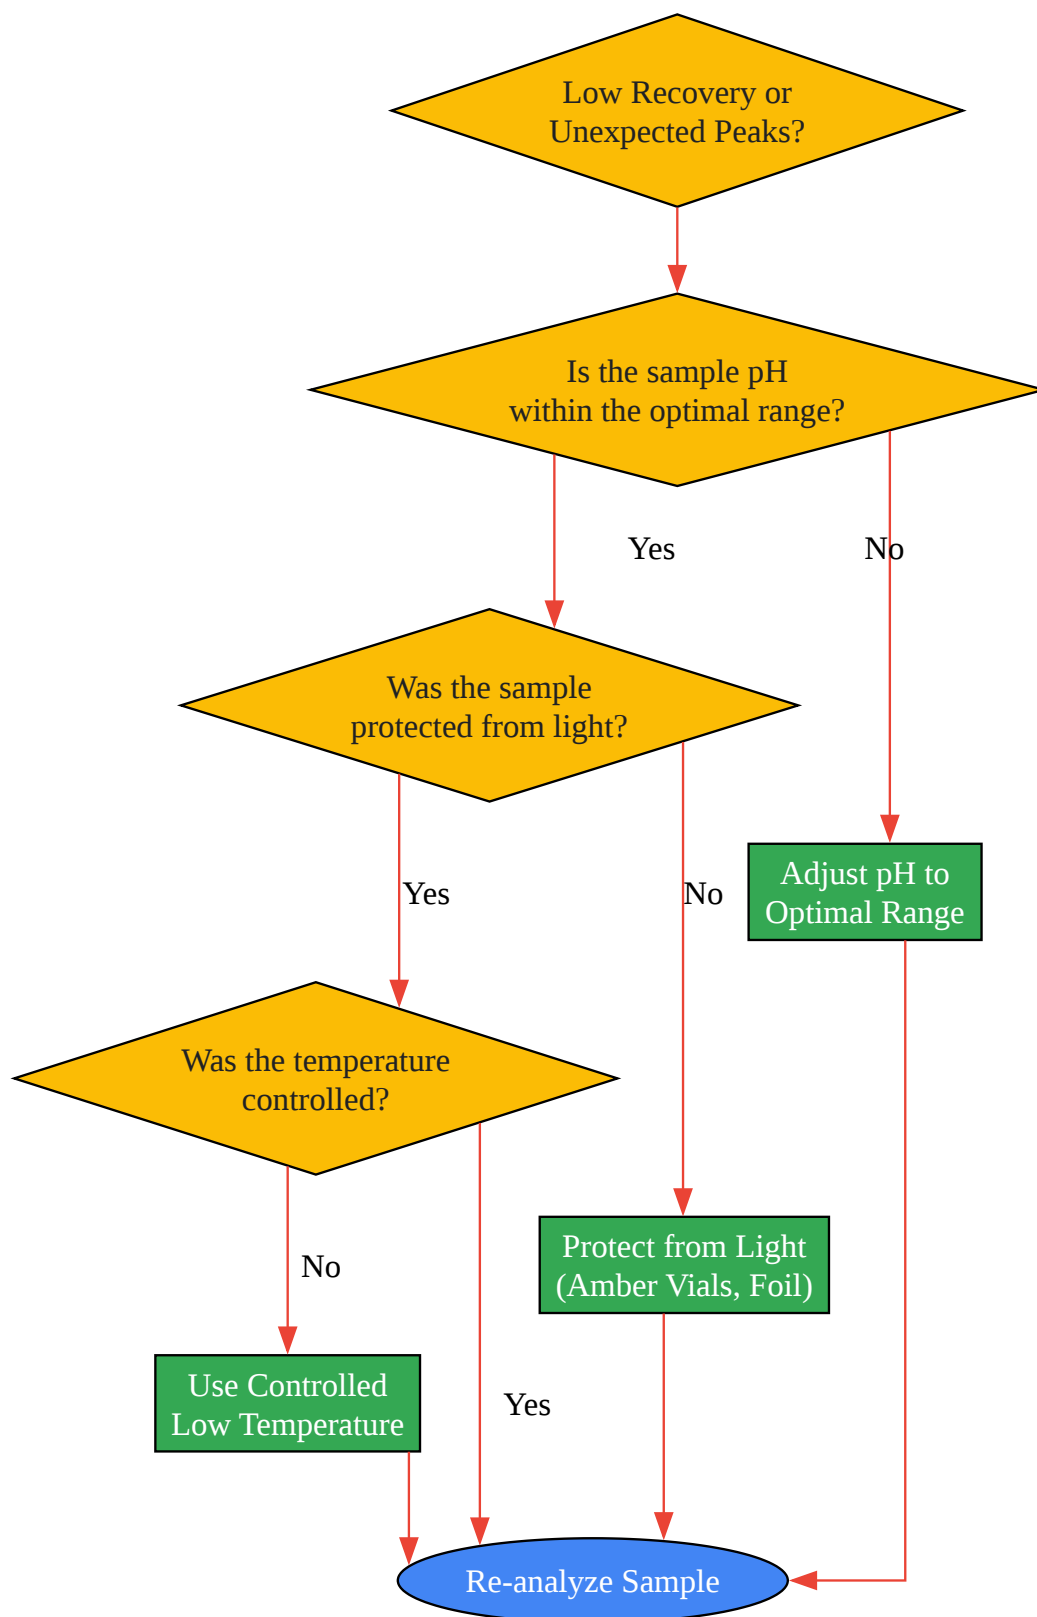 Low Recovery or
Unexpected Peaks?
Is the sample pH
within the optimal range?
Yes
No
Was the sample
protected from light?
Adjust pH to
Optimal Range
Yes
No
Was the temperature
controlled?
Protect from Light
(Amber Vials, Foil)
No
Use Controlled
Low Temperature
Yes
Re-analyze Sample